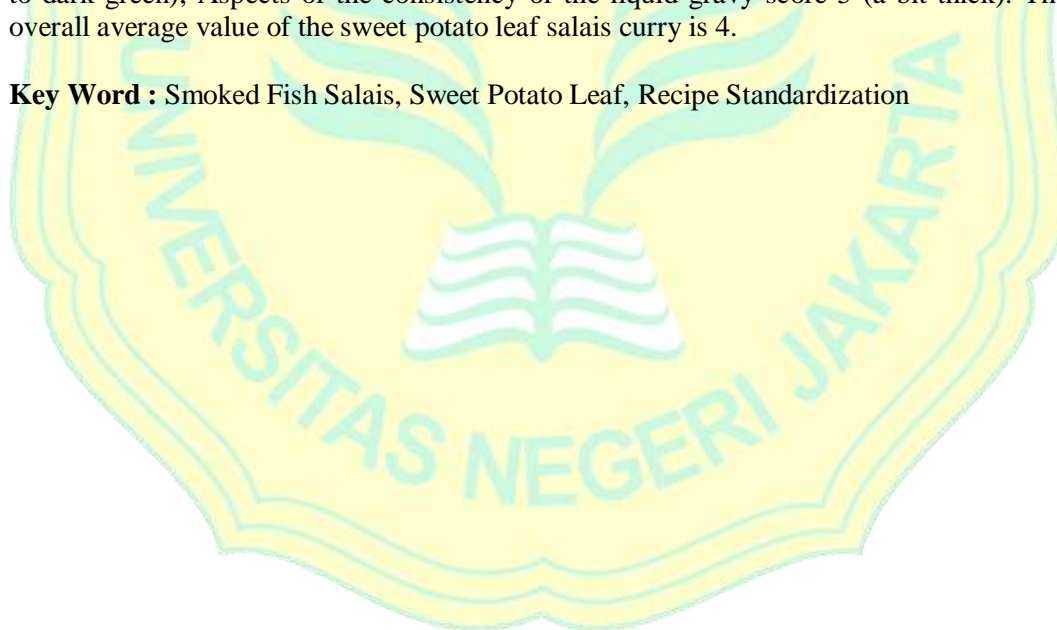 to dark green), Aspects of the consistency of the liquid gravy score 3 (a bit thick). Th
overall average value of the sweet potato leaf salais curry is 4.
Key Word : Smoked Fish Salais, Sweet Potato Leaf, Recipe Standardization
UNIVERSITAS NEGERI JAKARTA